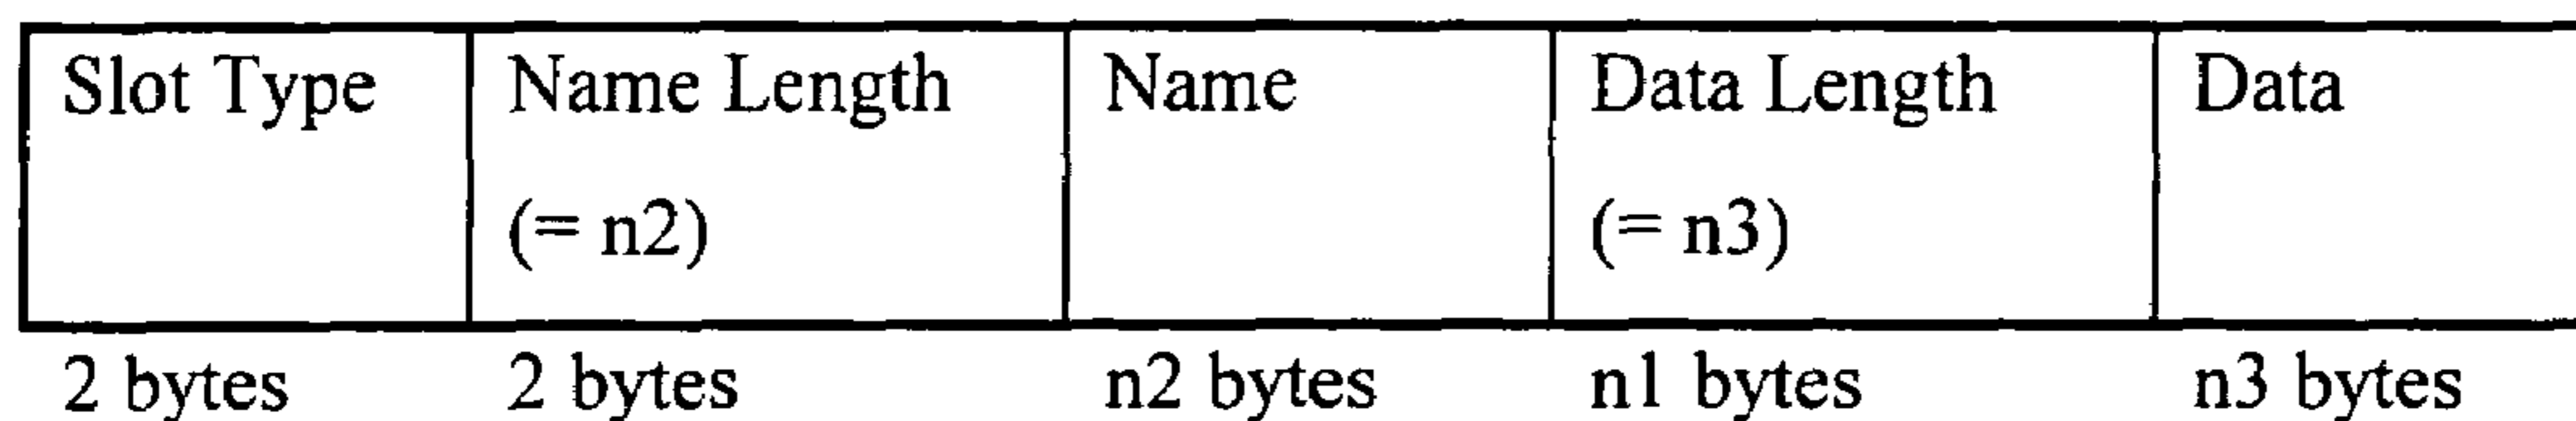 Slot Type Name Length Name Data Length Data
(= n2) (= n3)
2 bytes 2 bytes n2 bytes n1 bytes n3 bytes